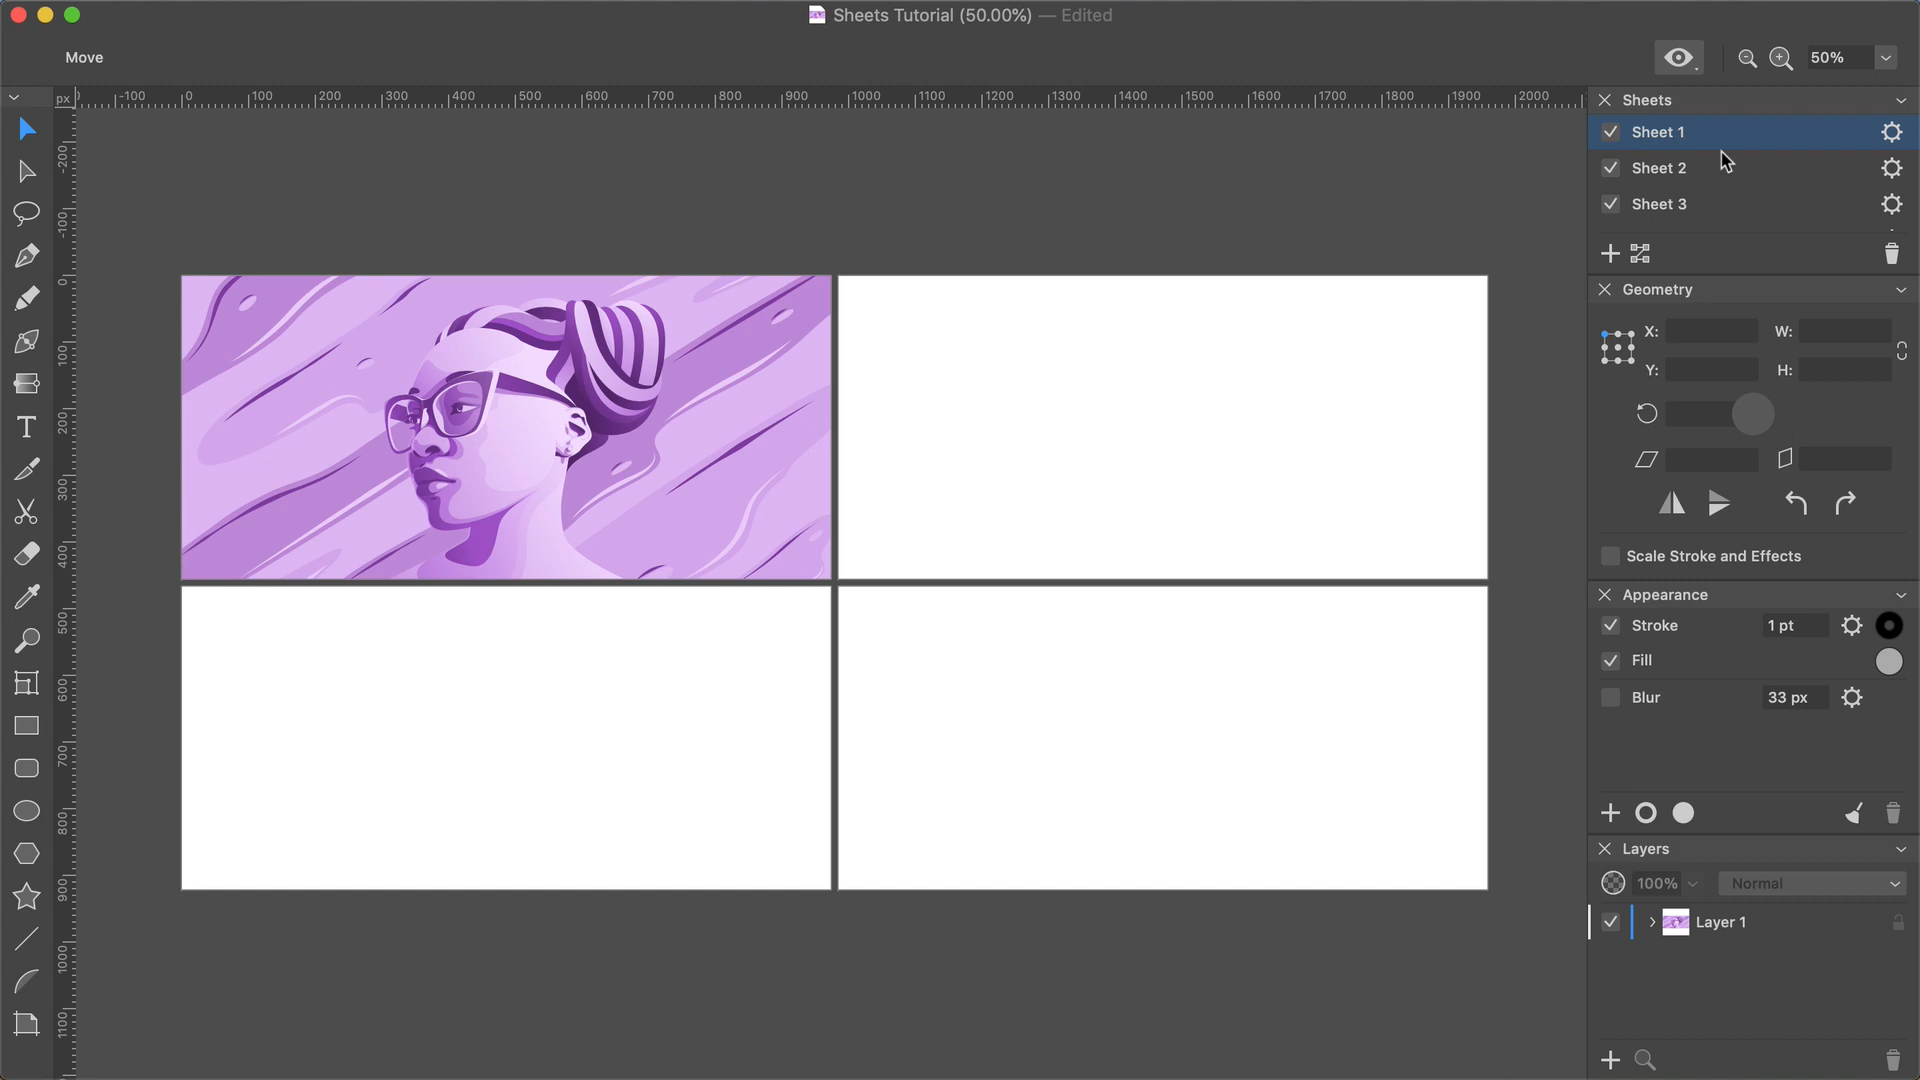 Sheets Tutorial (50.00%) — Edited
Move
50%
px
-100 0 100 200 300 400 500 600 700 800 900 1000 1100 1200 1300 1400 1500 1600 1700 1800 1900 2000
-200
-100
0
100
200
300
400
500
600
700
800
900
1000
1100
T
Sheets
Sheet 1
Sheet 2
Sheet 3
Geometry
X: W:
Y: H:
Scale Stroke and Effects
Appearance
Stroke 1 pt
Fill
Blur 33 px
Layers
100% Normal
Layer 1